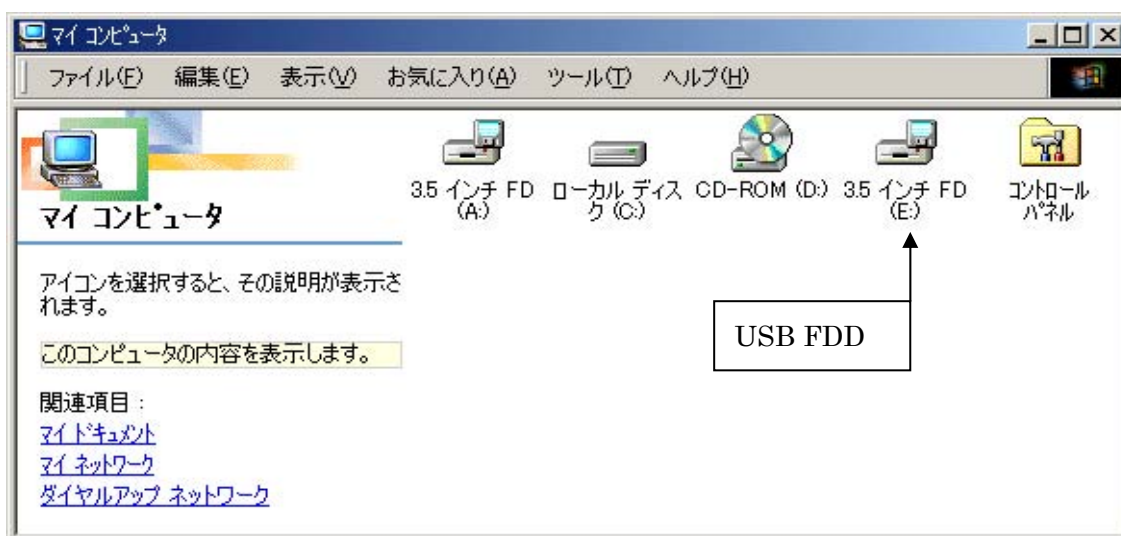 マイ コンピュータ
ファイル(F) 編集(E) 表示(V) お気に入り(A) ツール(T) ヘルプ(H)
マイ コンピュータ
アイコンを選択すると、その説明が表示さ
れます。
このコンピュータの内容を表示します。
関連項目:
マイ ドキュメント
マイ ネットワーク
ダイヤルアップ ネットワーク
3.5 インチ FD
(A:)
ローカル ディス
ク (C:)
CD-ROM (D:)
3.5 インチ FD
(E:)
コントロール
パネル
USB FDD